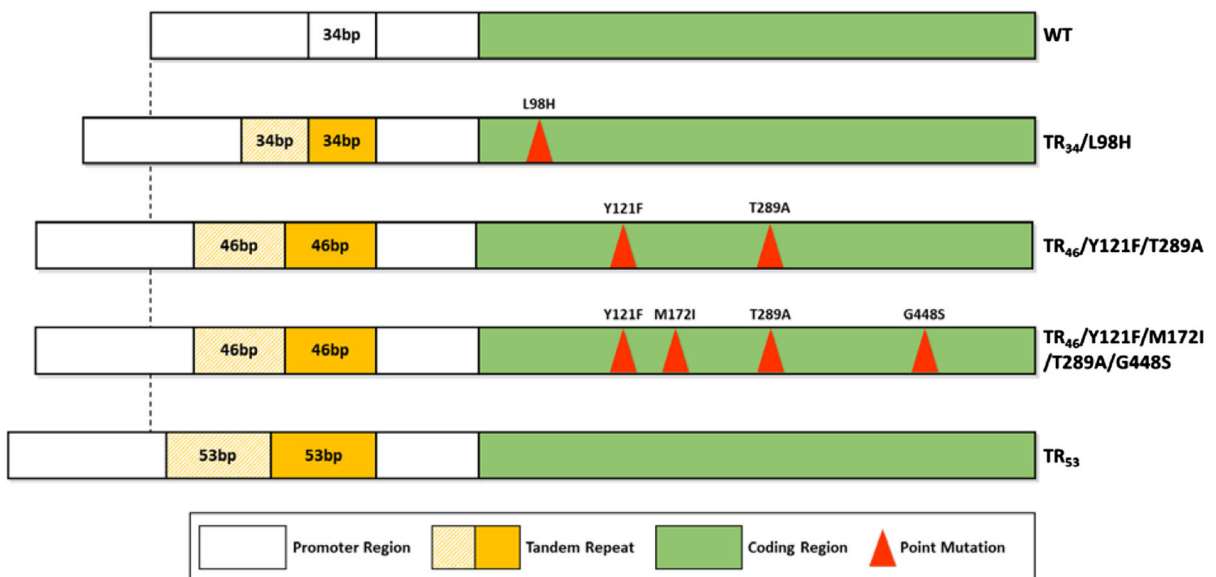 34bp
WT
L98H
34bp 34bp
TR₃₄/L98H
Y121F T289A
46bp 46bp
TR₄₆/Y121F/T289A
Y121F M172I T289A G448S
46bp 46bp
TR₄₆/Y121F/M172I
/T289A/G448S
53bp 53bp
TR₅₃
Promoter Region Tandem Repeat Coding Region Point Mutation